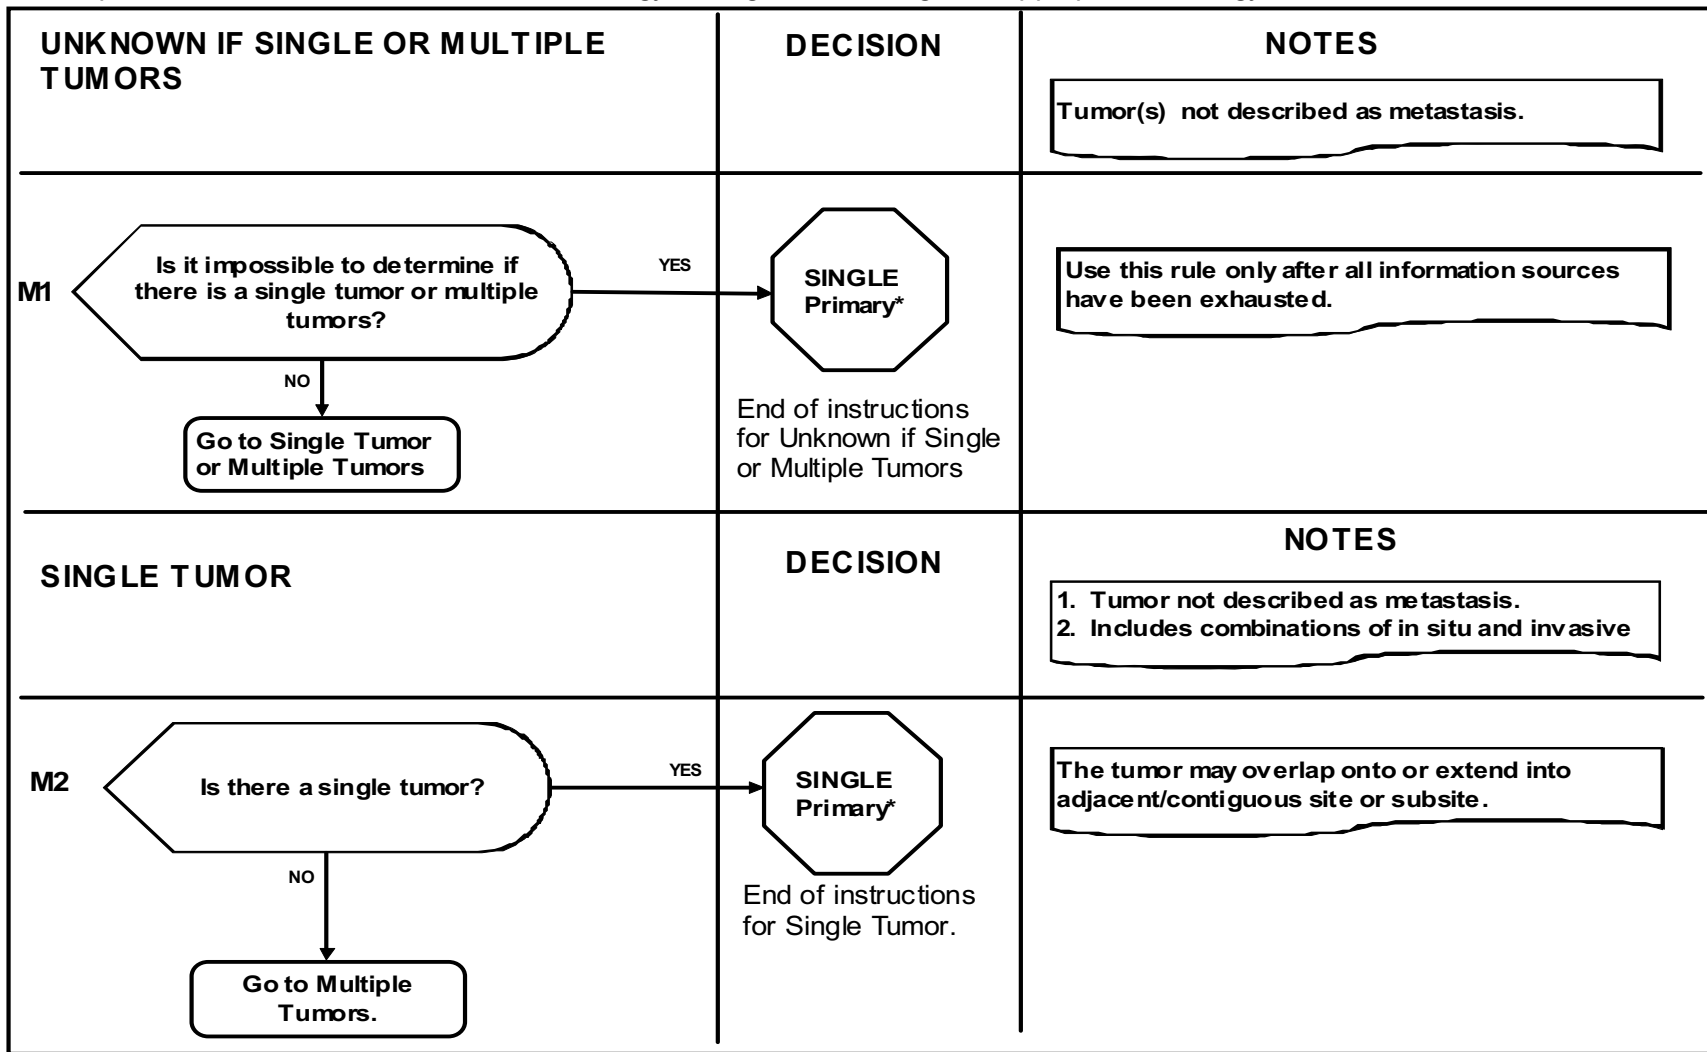 UNKNOWN IF SINGLE OR MULTIPLE
TUMORS
DECISION
NOTES
Tumor(s) not described as metastasis.
M1
Is it impossible to determine if
there is a single tumor or multiple
tumors?
YES
SINGLE
Primary*
Use this rule only after all information sources
have been exhausted.
NO
Go to Single Tumor
or Multiple Tumors
End of instructions
for Unknown if Single
or Multiple Tumors
SINGLE TUMOR
DECISION
NOTES
1. Tumor not described as metastasis.
2. Includes combinations of in situ and invasive
M2
Is there a single tumor?
YES
SINGLE
Primary*
The tumor may overlap onto or extend into
adjacent/contiguous site or subsite.
NO
Go to Multiple
Tumors.
End of instructions
for Single Tumor.